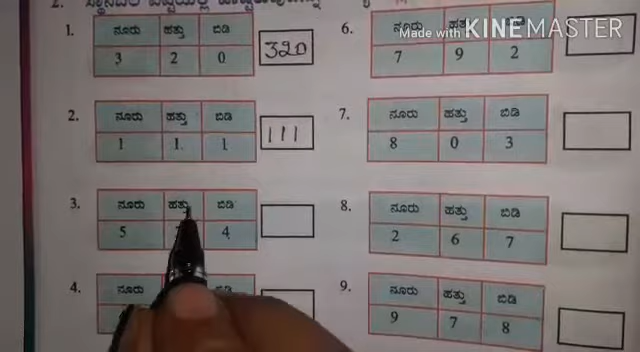 2. ಸ್ಥಾನಬೆಲೆ
1. ನೂರು ಹತ್ತು ಬಿಡಿ
3 2 0 320
2. ನೂರು ಹತ್ತು ಬಿಡಿ
1 1 1 111
3. ನೂರು ಹತ್ತು ಬಿಡಿ
5 4
4. ನೂರು ಬಿಡಿ
6. ನೂರು ಹತ್ತು ಬಿಡಿ
7 9 2
7. ನೂರು ಹತ್ತು ಬಿಡಿ
8 0 3
8. ನೂರು ಹತ್ತು ಬಿಡಿ
2 6 7
9. ನೂರು ಹತ್ತು ಬಿಡಿ
9 7 8
Made with KINEMASTER